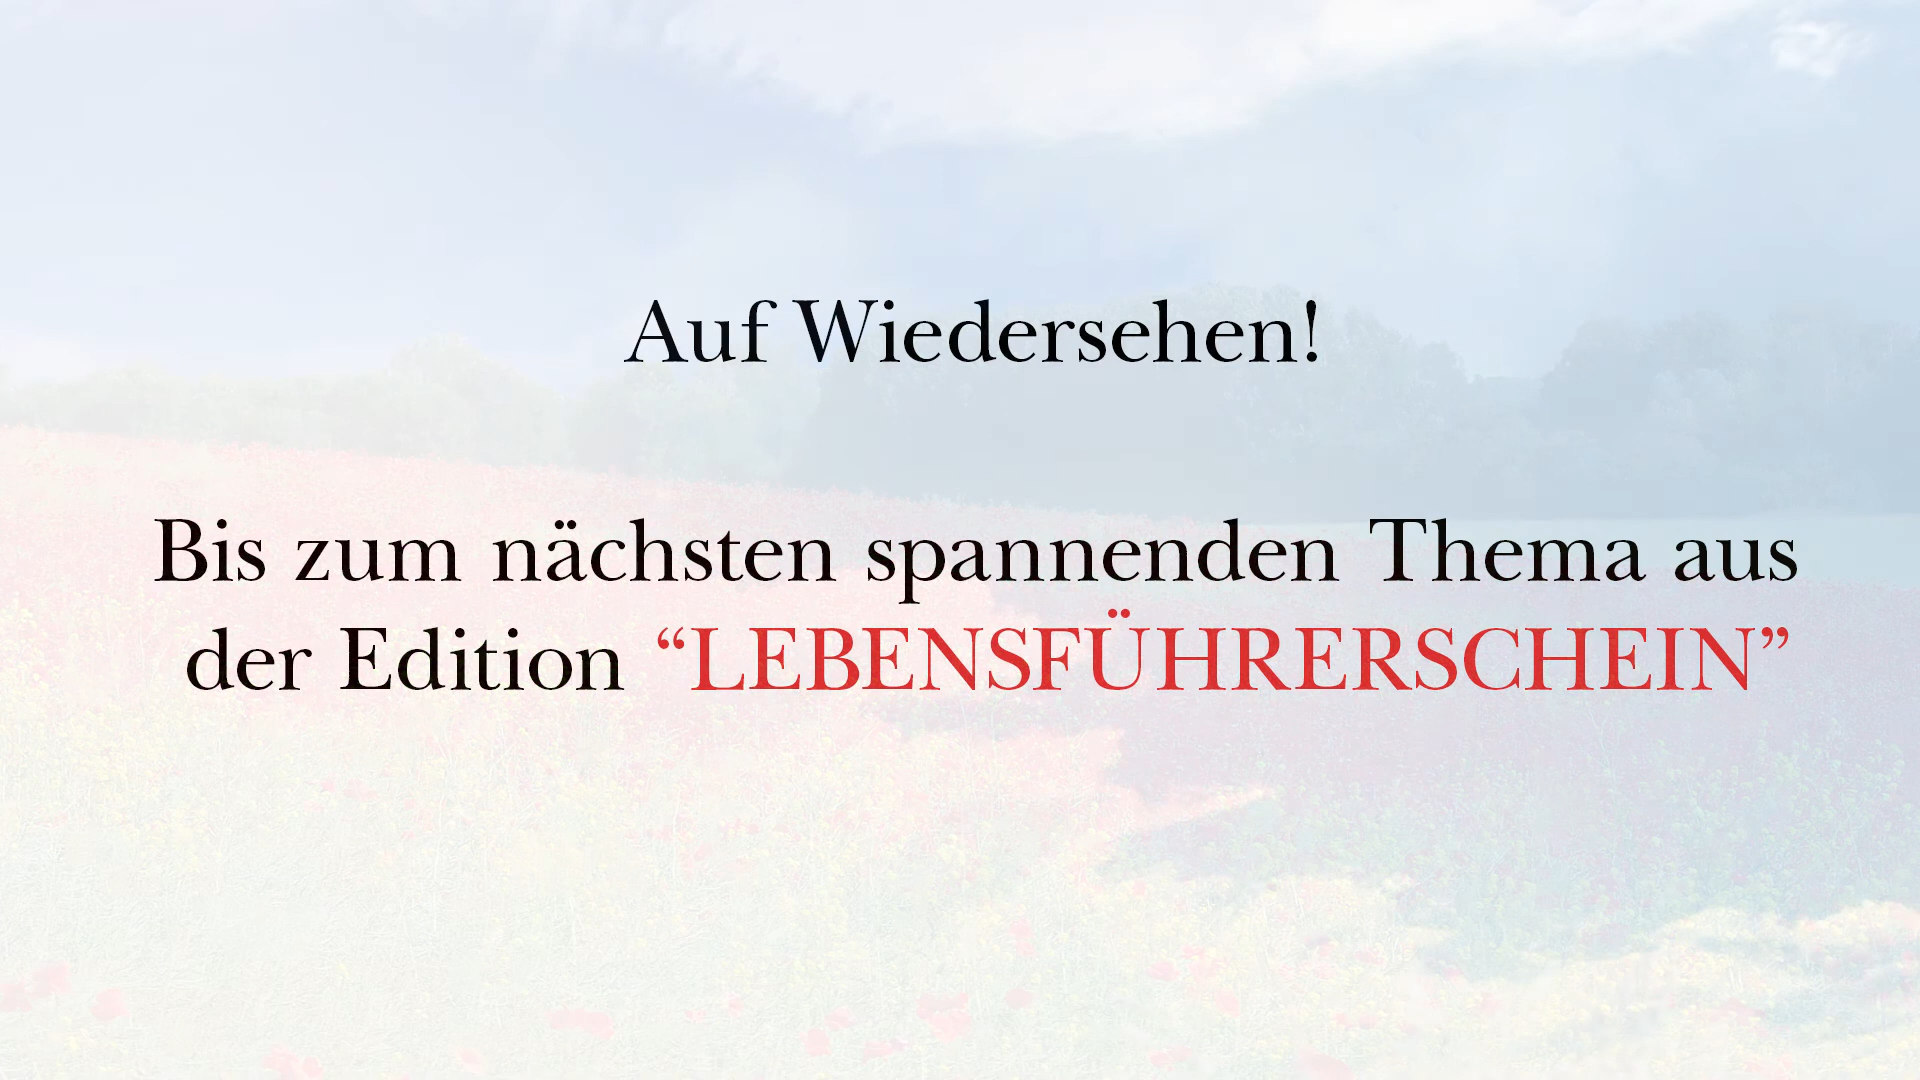 Auf Wiedersehen!
Bis zum nächsten spannenden Thema aus
der Edition “LEBENSFÜHRERSCHEIN”